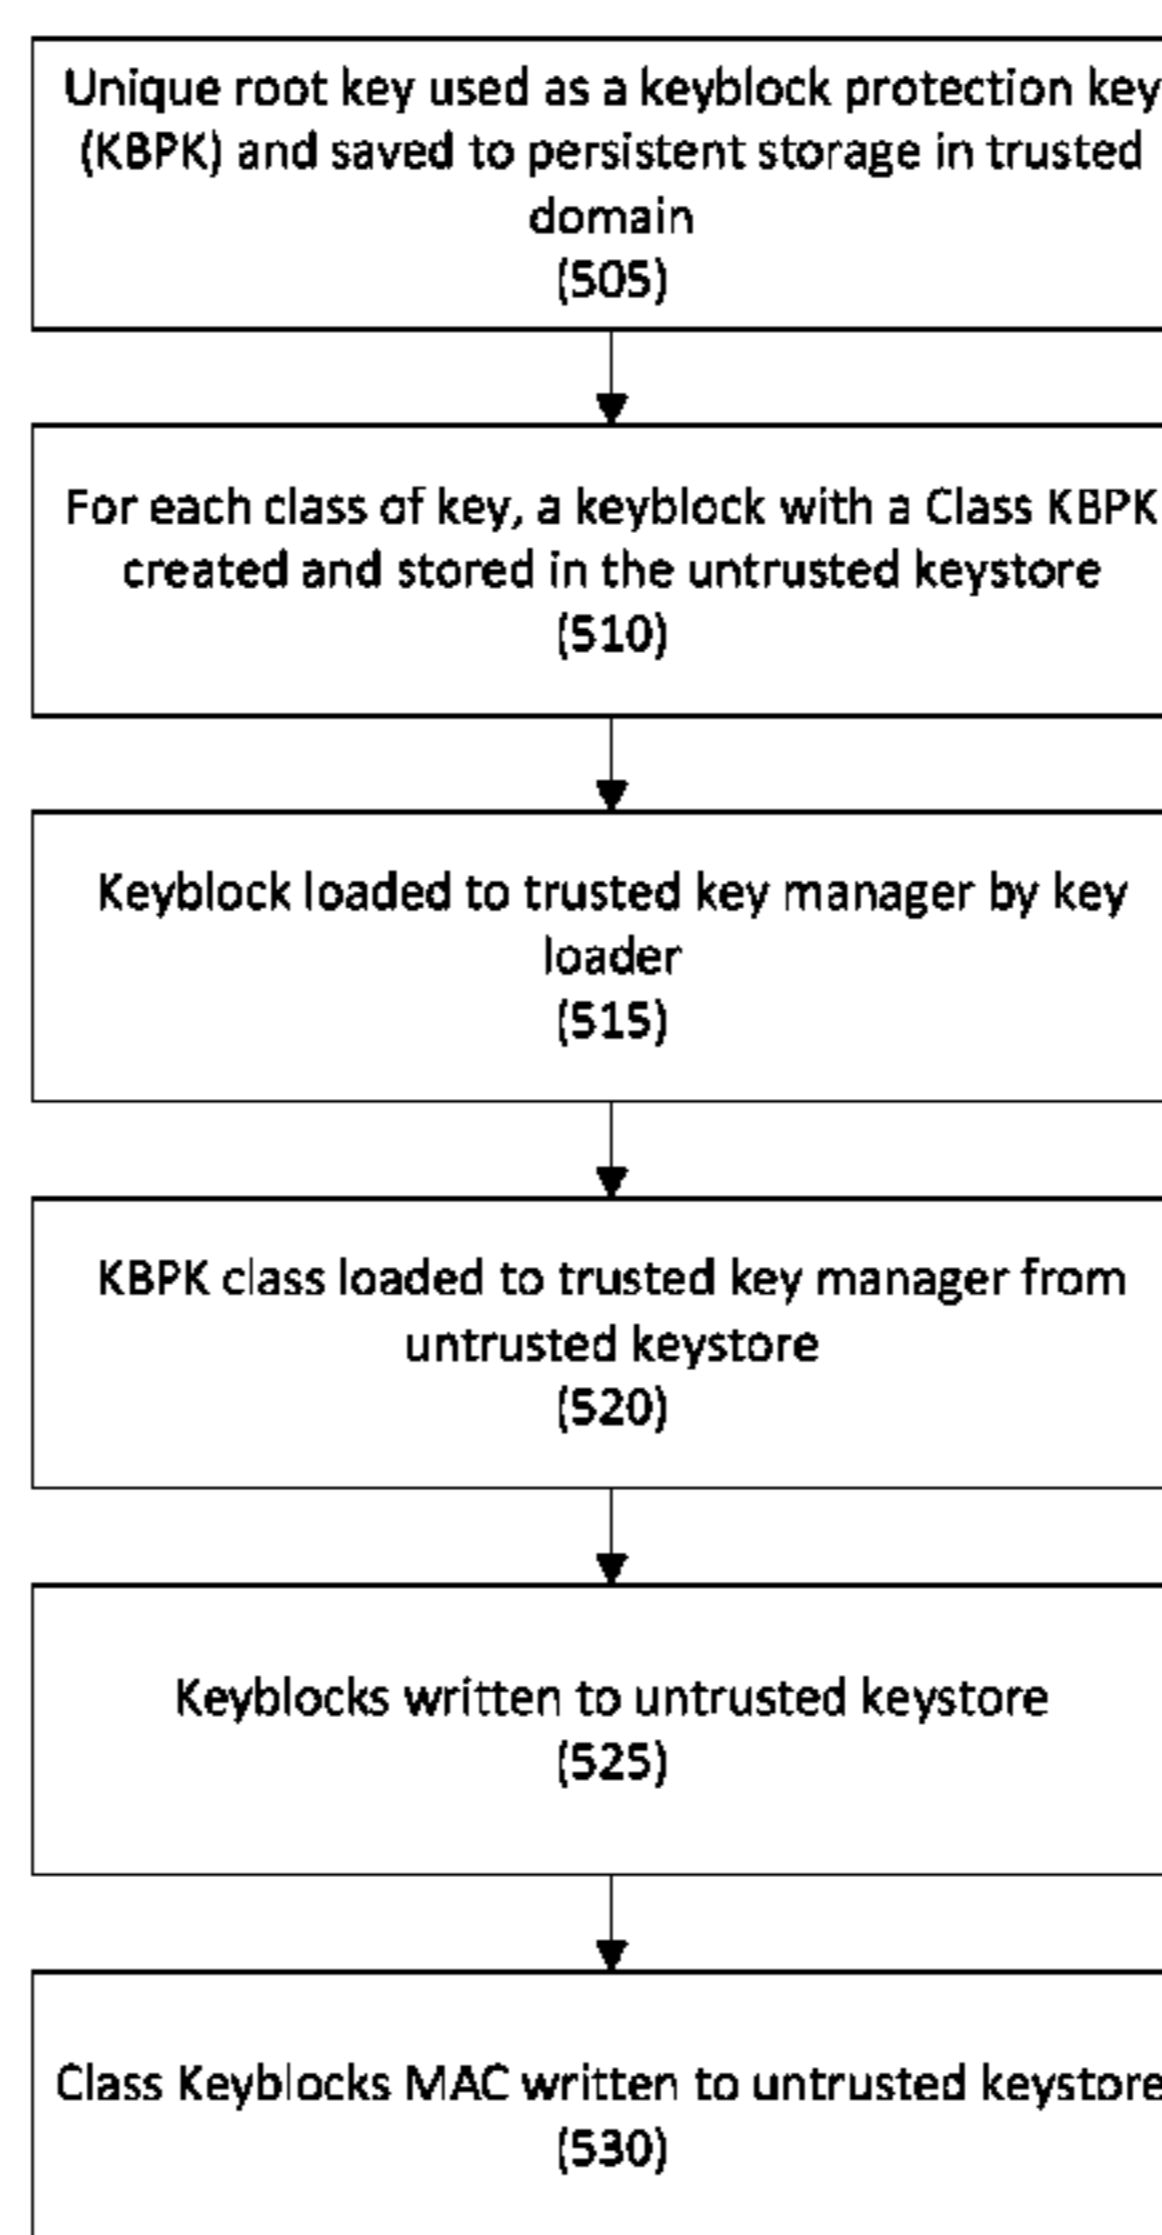 Unique root key used as a keyblock protection key
(KBPK) and saved to persistent storage in trusted
domain
(505)
For each class of key, a keyblock with a Class KBPK
created and stored in the untrusted keystore
(510)
Keyblock loaded to trusted key manager by key
loader
(515)
KBPK class loaded to trusted key manager from
untrusted keystore
(520)
Keyblocks written to untrusted keystore
(525)
Class Keyblocks MAC written to untrusted keystore
(530)